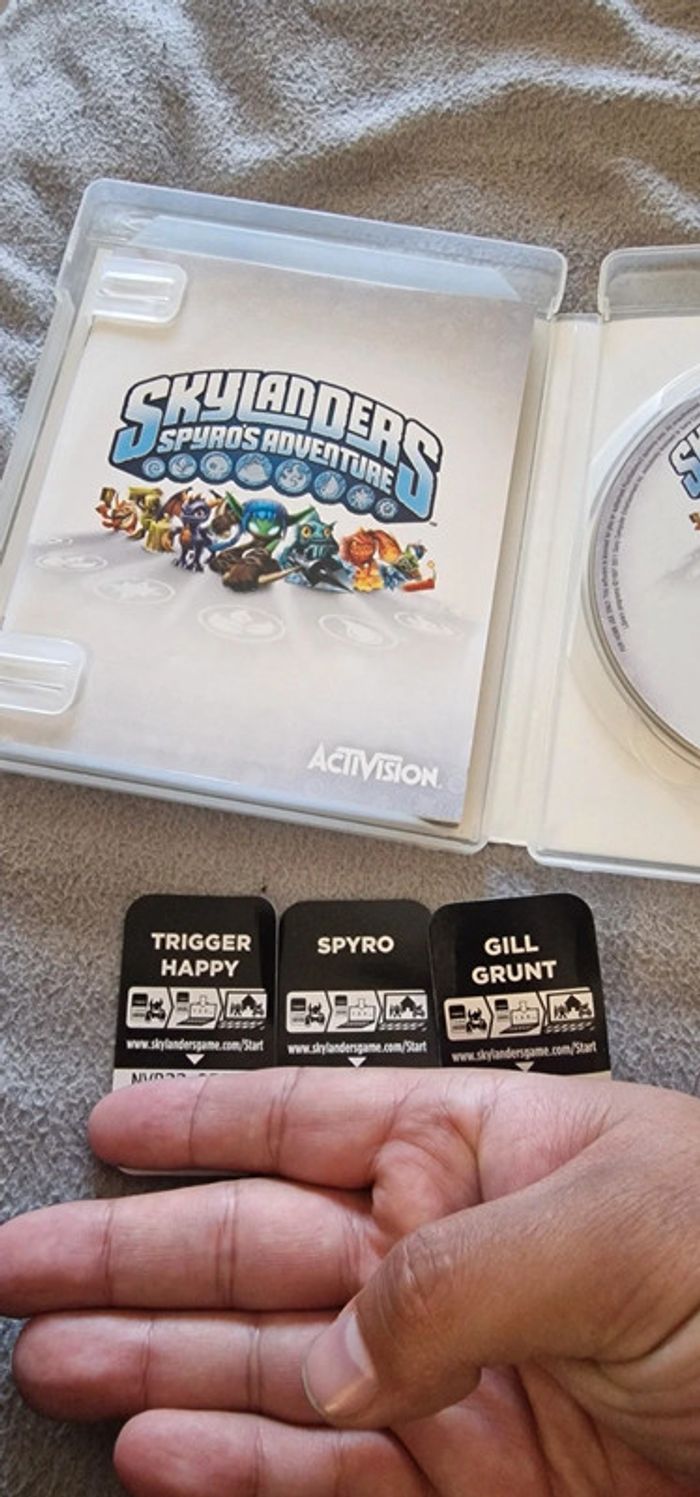 SKYLANDERS
SPYRO'S ADVENTURE
ACTIVISION
TRIGGER
HAPPY
www.skylandersgame.com/Start
SPYRO
www.skylandersgame.com/Start
GILL
GRUNT
www.skylandersgame.com/Start